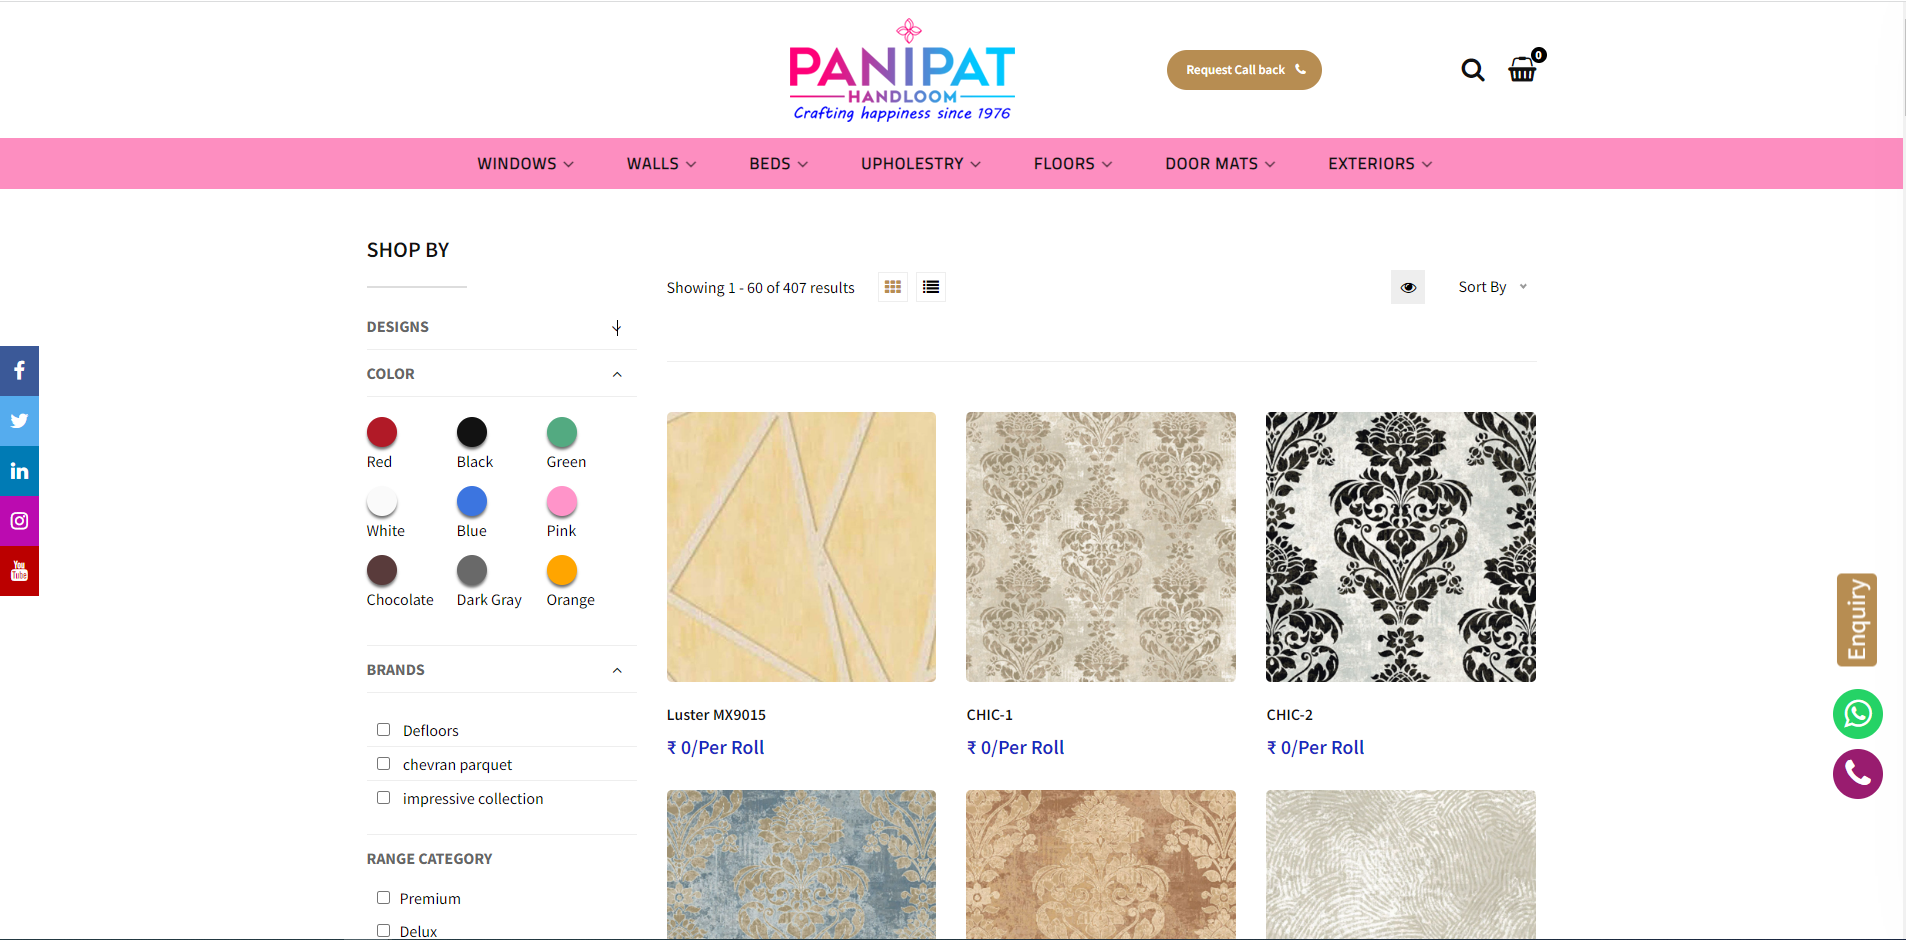 PANIPAT
HANDLOOM
Crafting happiness since 1976
Request Call back
0
WINDOWS
WALLS
BEDS
UPHOLESTRY
FLOORS
DOOR MATS
EXTERIORS
SHOP BY
Showing 1 - 60 of 407 results
Sort By
DESIGNS
COLOR
Red
Black
Green
White
Blue
Pink
Chocolate
Dark Gray
Orange
BRANDS
Defloors
chevran parquet
impressive collection
RANGE CATEGORY
Premium
Delux
Luster MX9015
₹ 0/Per Roll
CHIC-1
₹ 0/Per Roll
CHIC-2
₹ 0/Per Roll
You
Tube
Enquiry